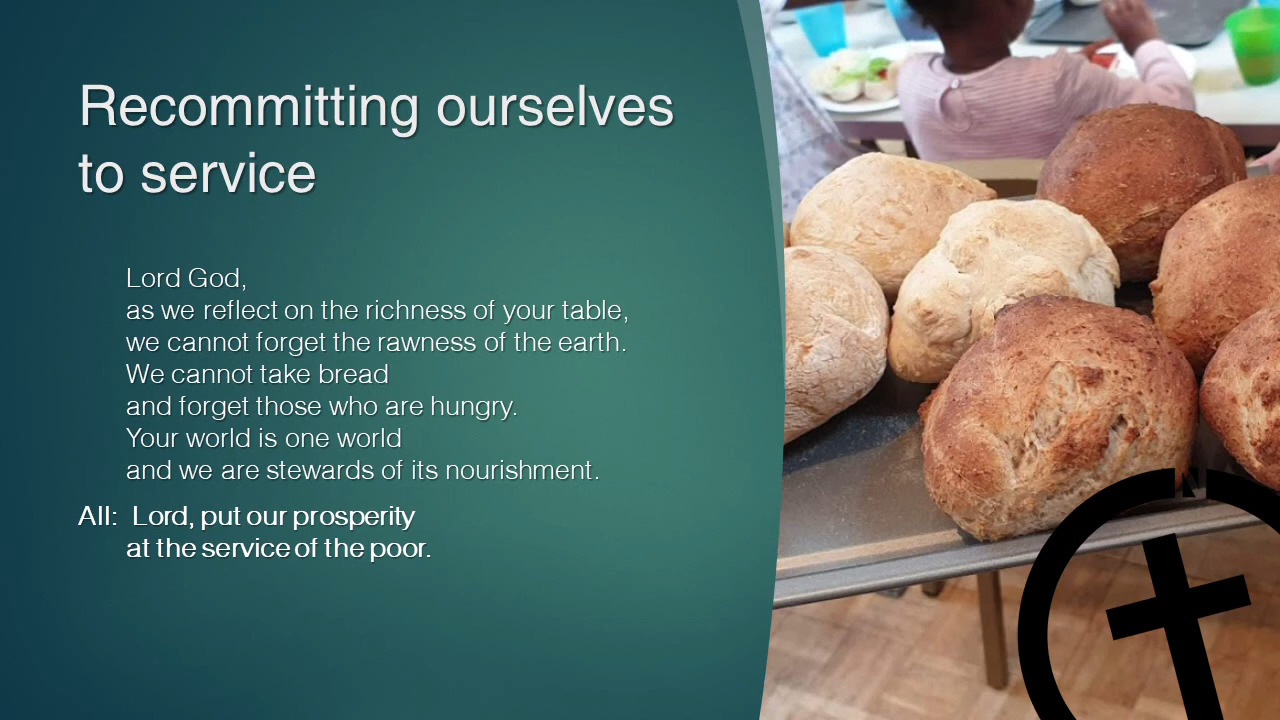 Recommitting ourselves
to service
Lord God,
as we reflect on the richness of your table,
we cannot forget the rawness of the earth.
We cannot take bread
and forget those who are hungry.
Your world is one world
and we are stewards of its nourishment.
All: Lord, put our prosperity
at the service of the poor.